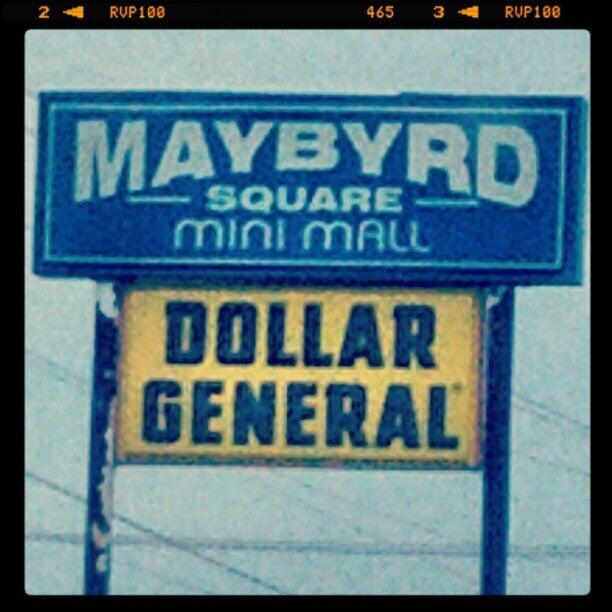 2 RVP100 465 3 RVP100
MAYBYRD
SQUARE
MINI MALL
DOLLAR
GENERAL